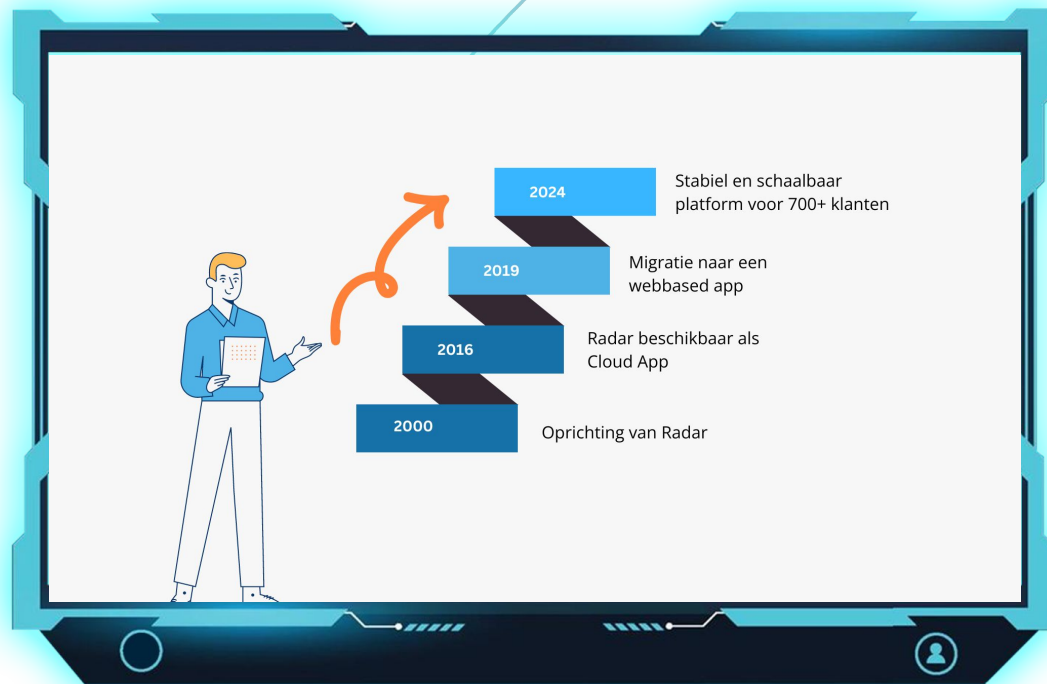 2024
Stabiel en schaalbaar
platform voor 700+ klanten
2019
Migratie naar een
webbased app
2016
Radar beschikbaar als
Cloud App
2000
Oprichting van Radar